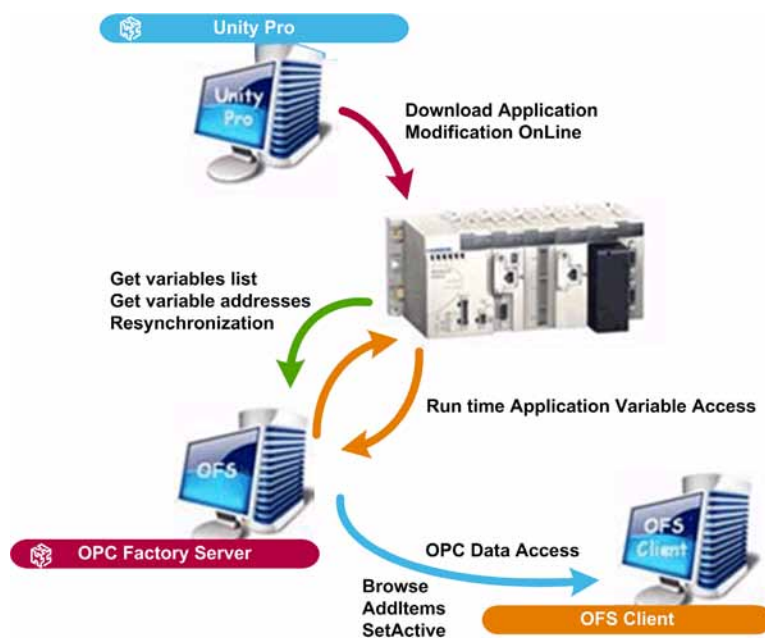 Unity Pro
Unity
Pro
Download Application
Modification OnLine
Get variables list
Get variable addresses
Resynchronization
Run time Application Variable Access
OFS
OPC Factory Server
OPC Data Access
Browse
AddItems
SetActive
OFS
Client
OFS Client